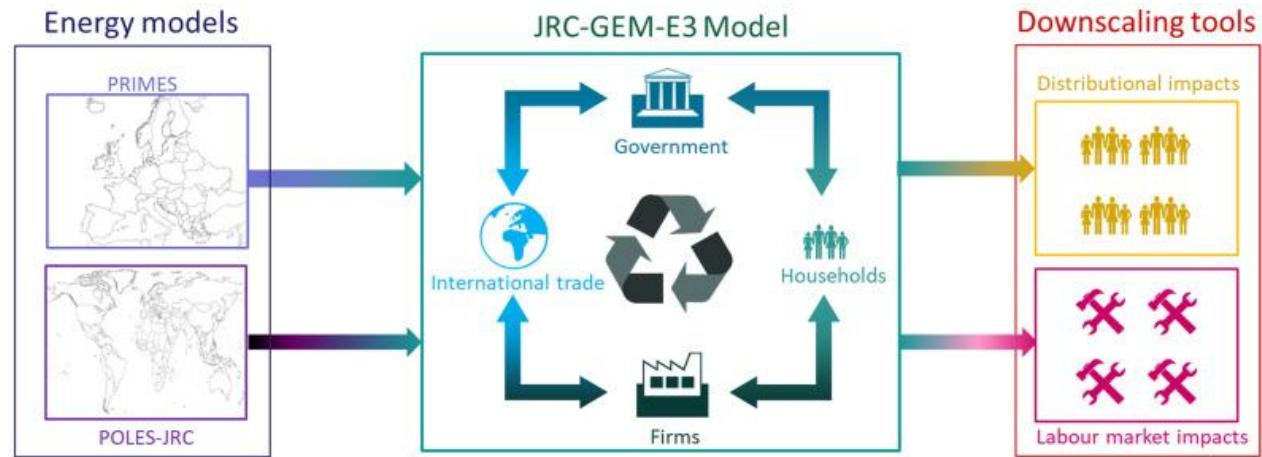 Energy models
JRC-GEM-E3 Model
Downscaling tools
PRIMES
POLES-JRC
Government
International trade
Households
Firms
Distributional impacts
Labour market impacts